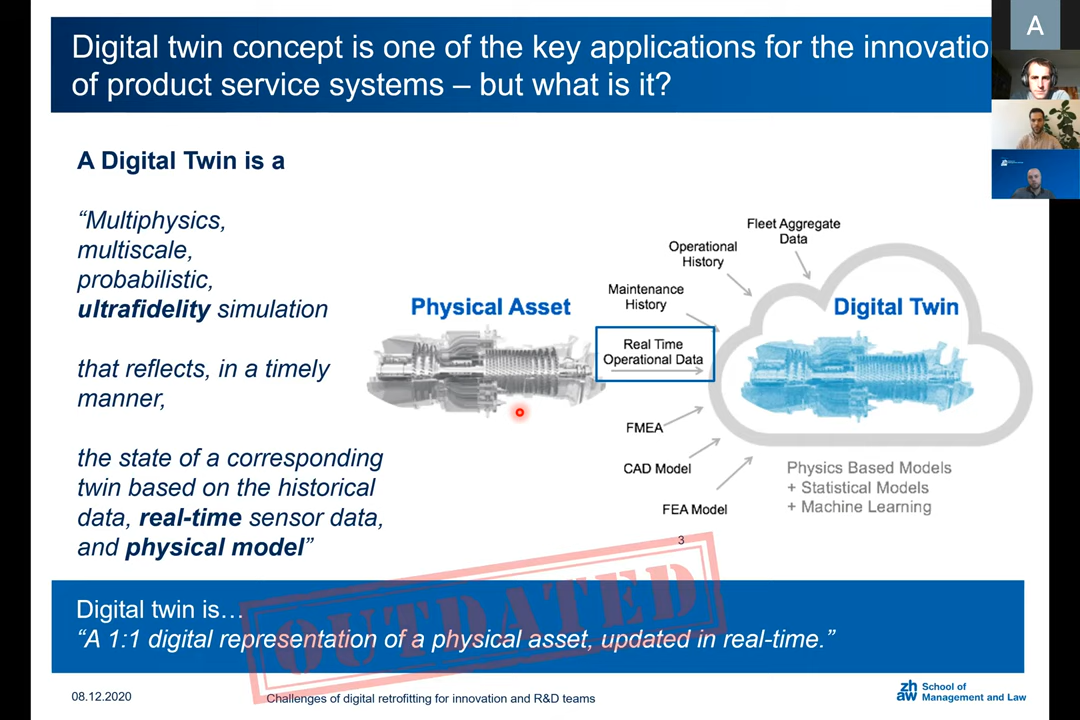 Digital twin concept is one of the key applications for the innovatio
of product service systems – but what is it?
A
A Digital Twin is a
“Multiphysics,
multiscale,
probabilistic,
ultrafidelity simulation
that reflects, in a timely
manner,
the state of a corresponding
twin based on the historical
data, real-time sensor data,
and physical model”
Physical Asset
Fleet Aggregate
Data
Operational
History
Maintenance
History
Real Time
Operational Data
FMEA
CAD Model
FEA Model
Digital Twin
Physics Based Models
+ Statistical Models
+ Machine Learning
3
OUTDATED
Digital twin is…
“A 1:1 digital representation of a physical asset, updated in real-time.”
08.12.2020
Challenges of digital retrofitting for innovation and R&D teams
zh
aw
School of
Management and Law